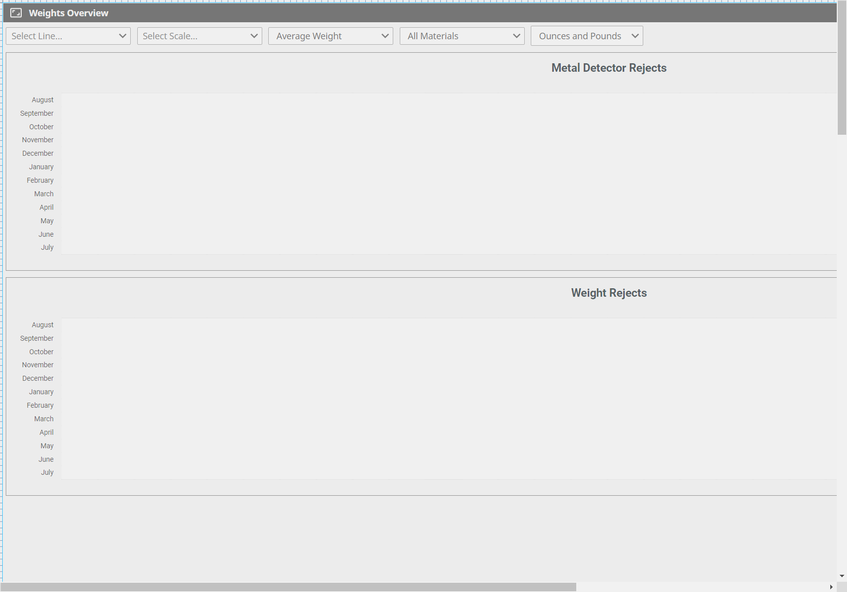 Weights Overview
Select Line... Select Scale... Average Weight All Materials Ounces and Pounds
Metal Detector Rejects
August
September
October
November
December
January
February
March
April
May
June
July
Weight Rejects
August
September
October
November
December
January
February
March
April
May
June
July